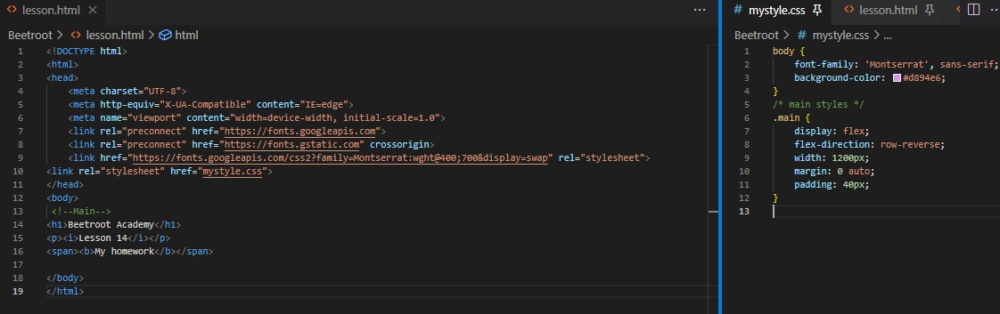 lesson.html
Beetroot > lesson.html > html
1 <!DOCTYPE html>
2 <html>
3 <head>
4 <meta charset="UTF-8">
5 <meta http-equiv="X-UA-Compatible" content="IE=edge">
6 <meta name="viewport" content="width=device-width, initial-scale=1.0">
7 <link rel="preconnect" href="https://fonts.googleapis.com">
8 <link rel="preconnect" href="https://fonts.gstatic.com" crossorigin>
9 <link href="https://fonts.googleapis.com/css2?family=Montserrat:wght@400;700&display=swap" rel="stylesheet">
10 <link rel="stylesheet" href="mystyle.css">
11 </head>
12 <body>
13 <!--Main-->
14 <h1>Beetroot Academy</h1>
15 <p><i>Lesson 14</i></p>
16 <span><b>My homework</b></span>
17
18 </body>
19 </html>
# mystyle.css lesson.html
Beetroot > # mystyle.css > ...
1 body {
2 font-family: 'Montserrat', sans-serif;
3 background-color: #d894e6;
4 }
5 /* main styles */
6 .main {
7 display: flex;
8 flex-direction: row-reverse;
9 width: 1200px;
10 margin: 0 auto;
11 padding: 40px;
12 }
13